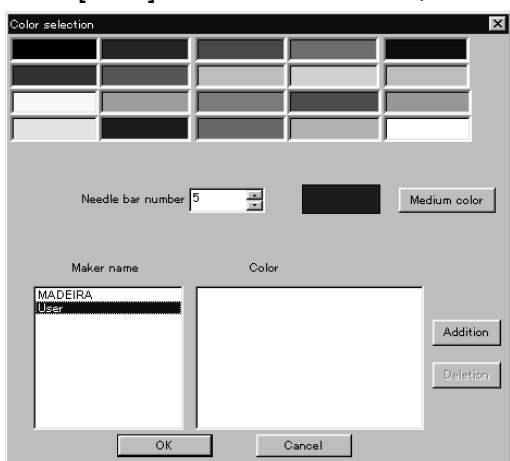 Color selection
Needle bar number 5
Medium color
Maker name Color
MADEIRA
User
Addition
Deletion
OK Cancel